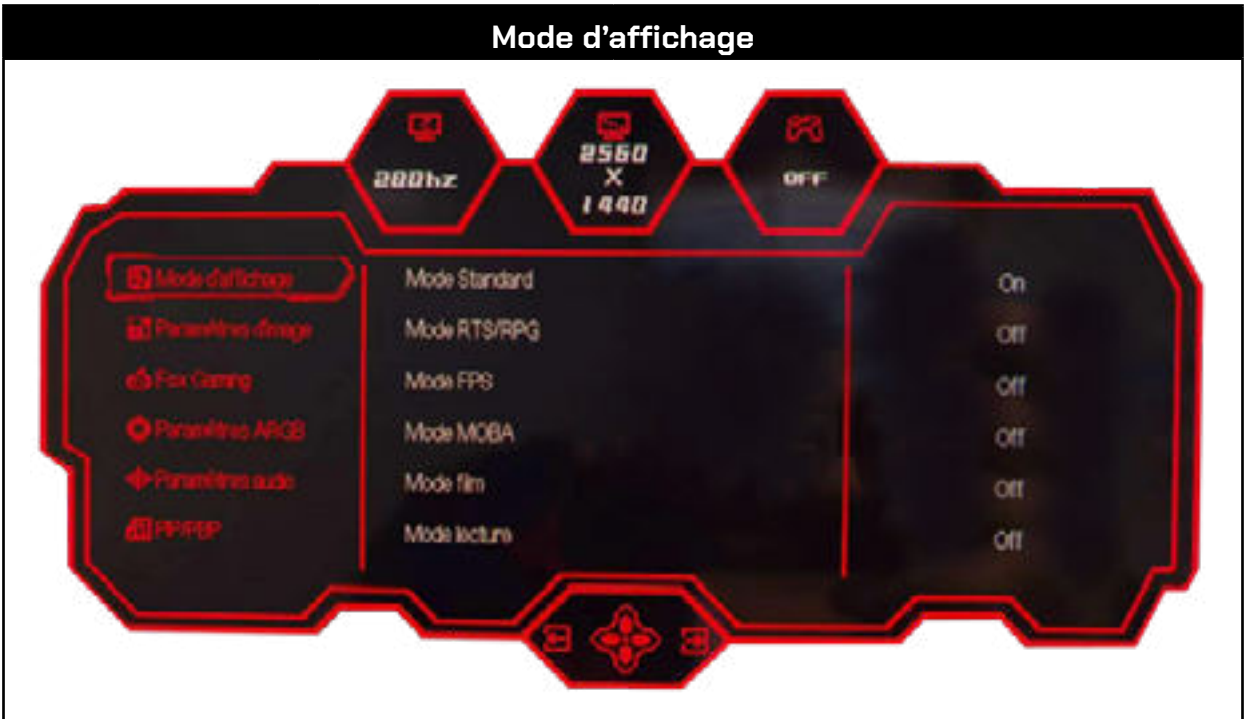 Mode d'affichage
200hz
2560
X
1440
OFF
Mode d'affichage
Mode Standard
On
Paramètres d'image
Mode RTS/RPG
Off
Fox Gaming
Mode FPS
Off
Paramètres ARGB
Mode MOBA
Off
Paramètres audio
Mode film
Off
PIP/PBP
Mode lecture
Off